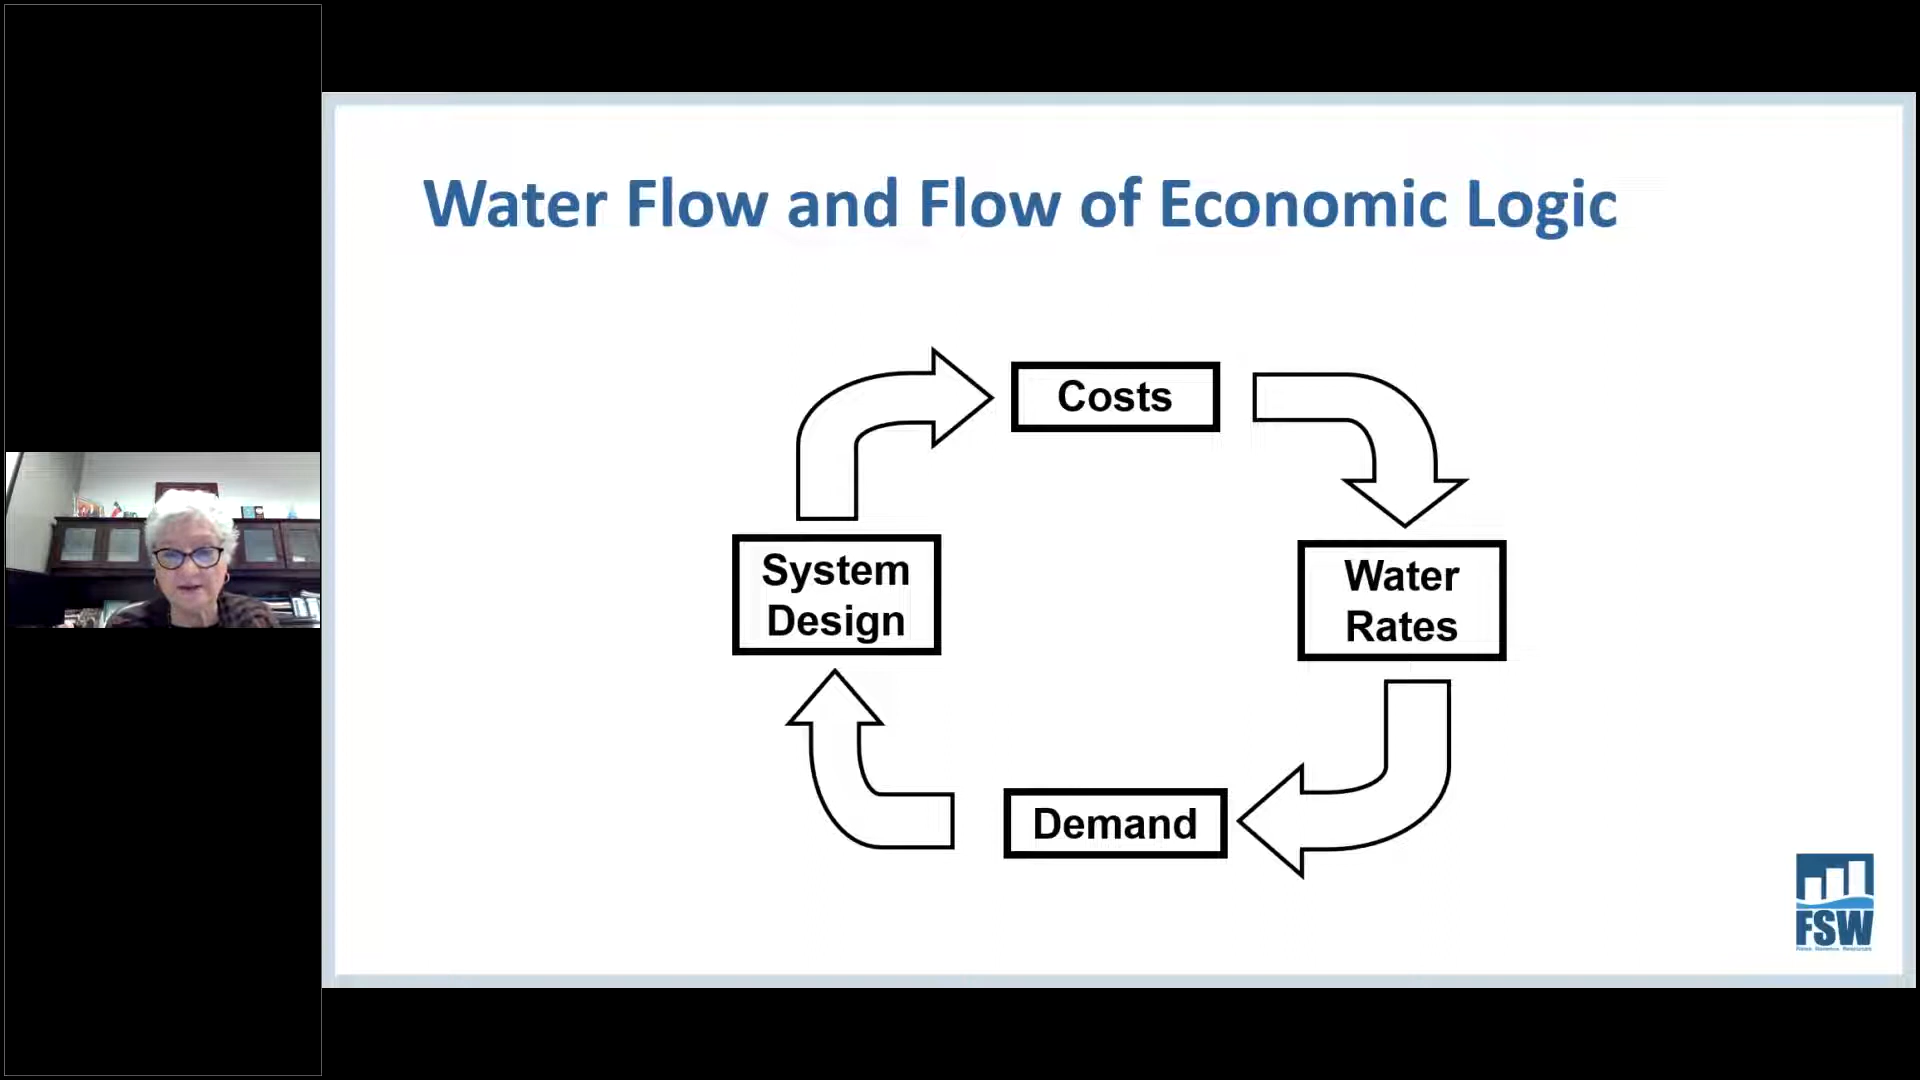 Water Flow and Flow of Economic Logic
Costs
System
Design
Water
Rates
Demand
FSW